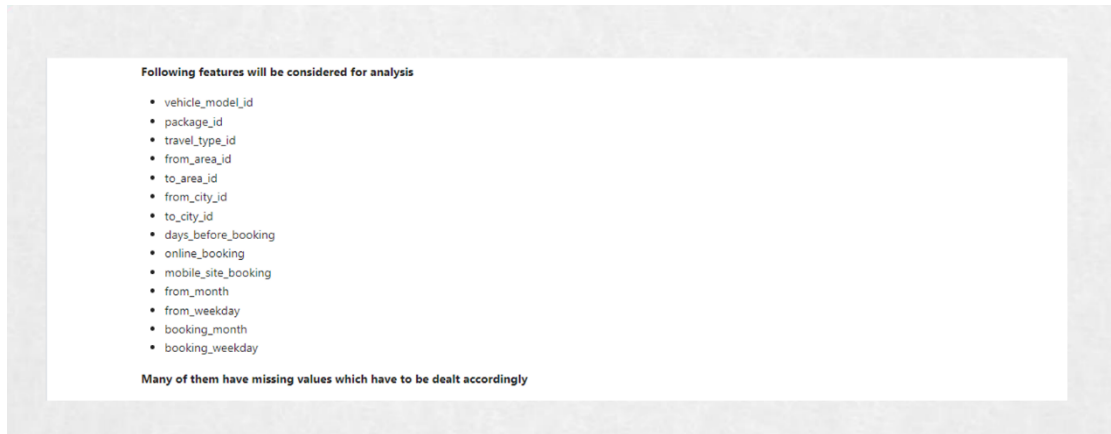 Following features will be considered for analysis
• vehicle_model_id
• package_id
• travel_type_id
• from_area_id
• to_area_id
• from_city_id
• to_city_id
• days_before_booking
• online_booking
• mobile_site_booking
• from_month
• from_weekday
• booking_month
• booking_weekday
Many of them have missing values which have to be dealt accordingly